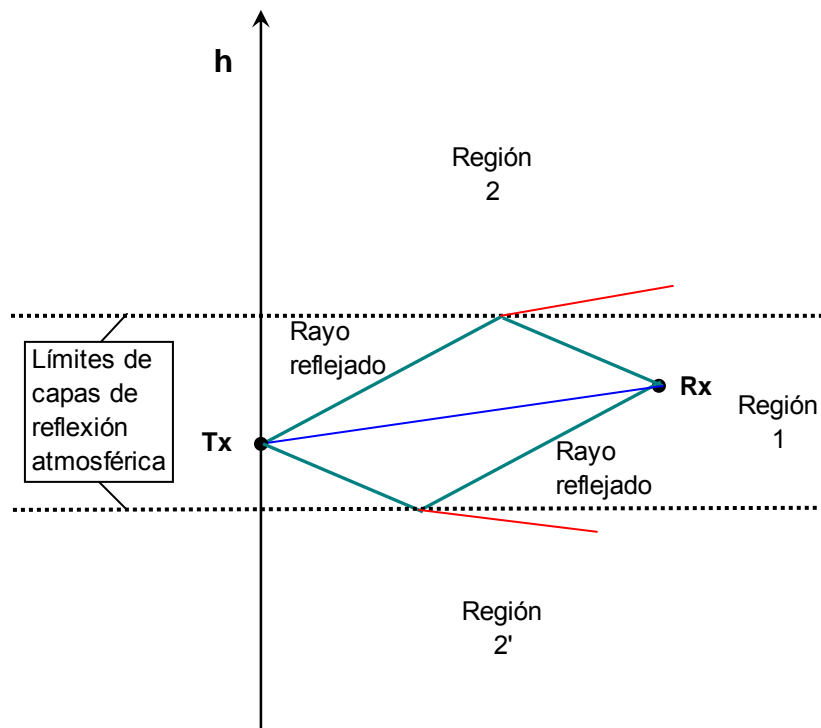 h
Región
2
Rayo
reflejado
Límites de
capas de
reflexión
atmosférica
Tx
Rx
Región
1
Rayo
reflejado
Región
2'